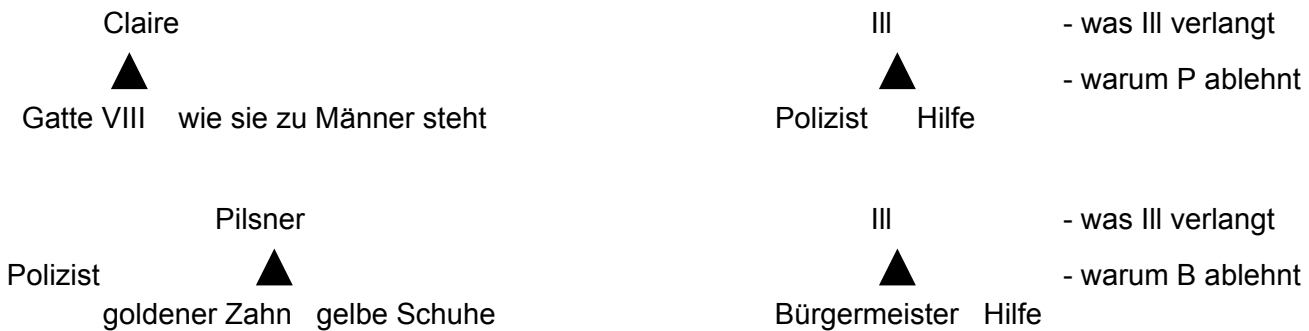 Claire
Gatte VIII wie sie zu Männer steht
Ill - was Ill verlangt
- warum P ablehnt
Polizist Hilfe
Pilsner
Polizist
goldener Zahn gelbe Schuhe
Ill - was Ill verlangt
- warum B ablehnt
Bürgermeister Hilfe